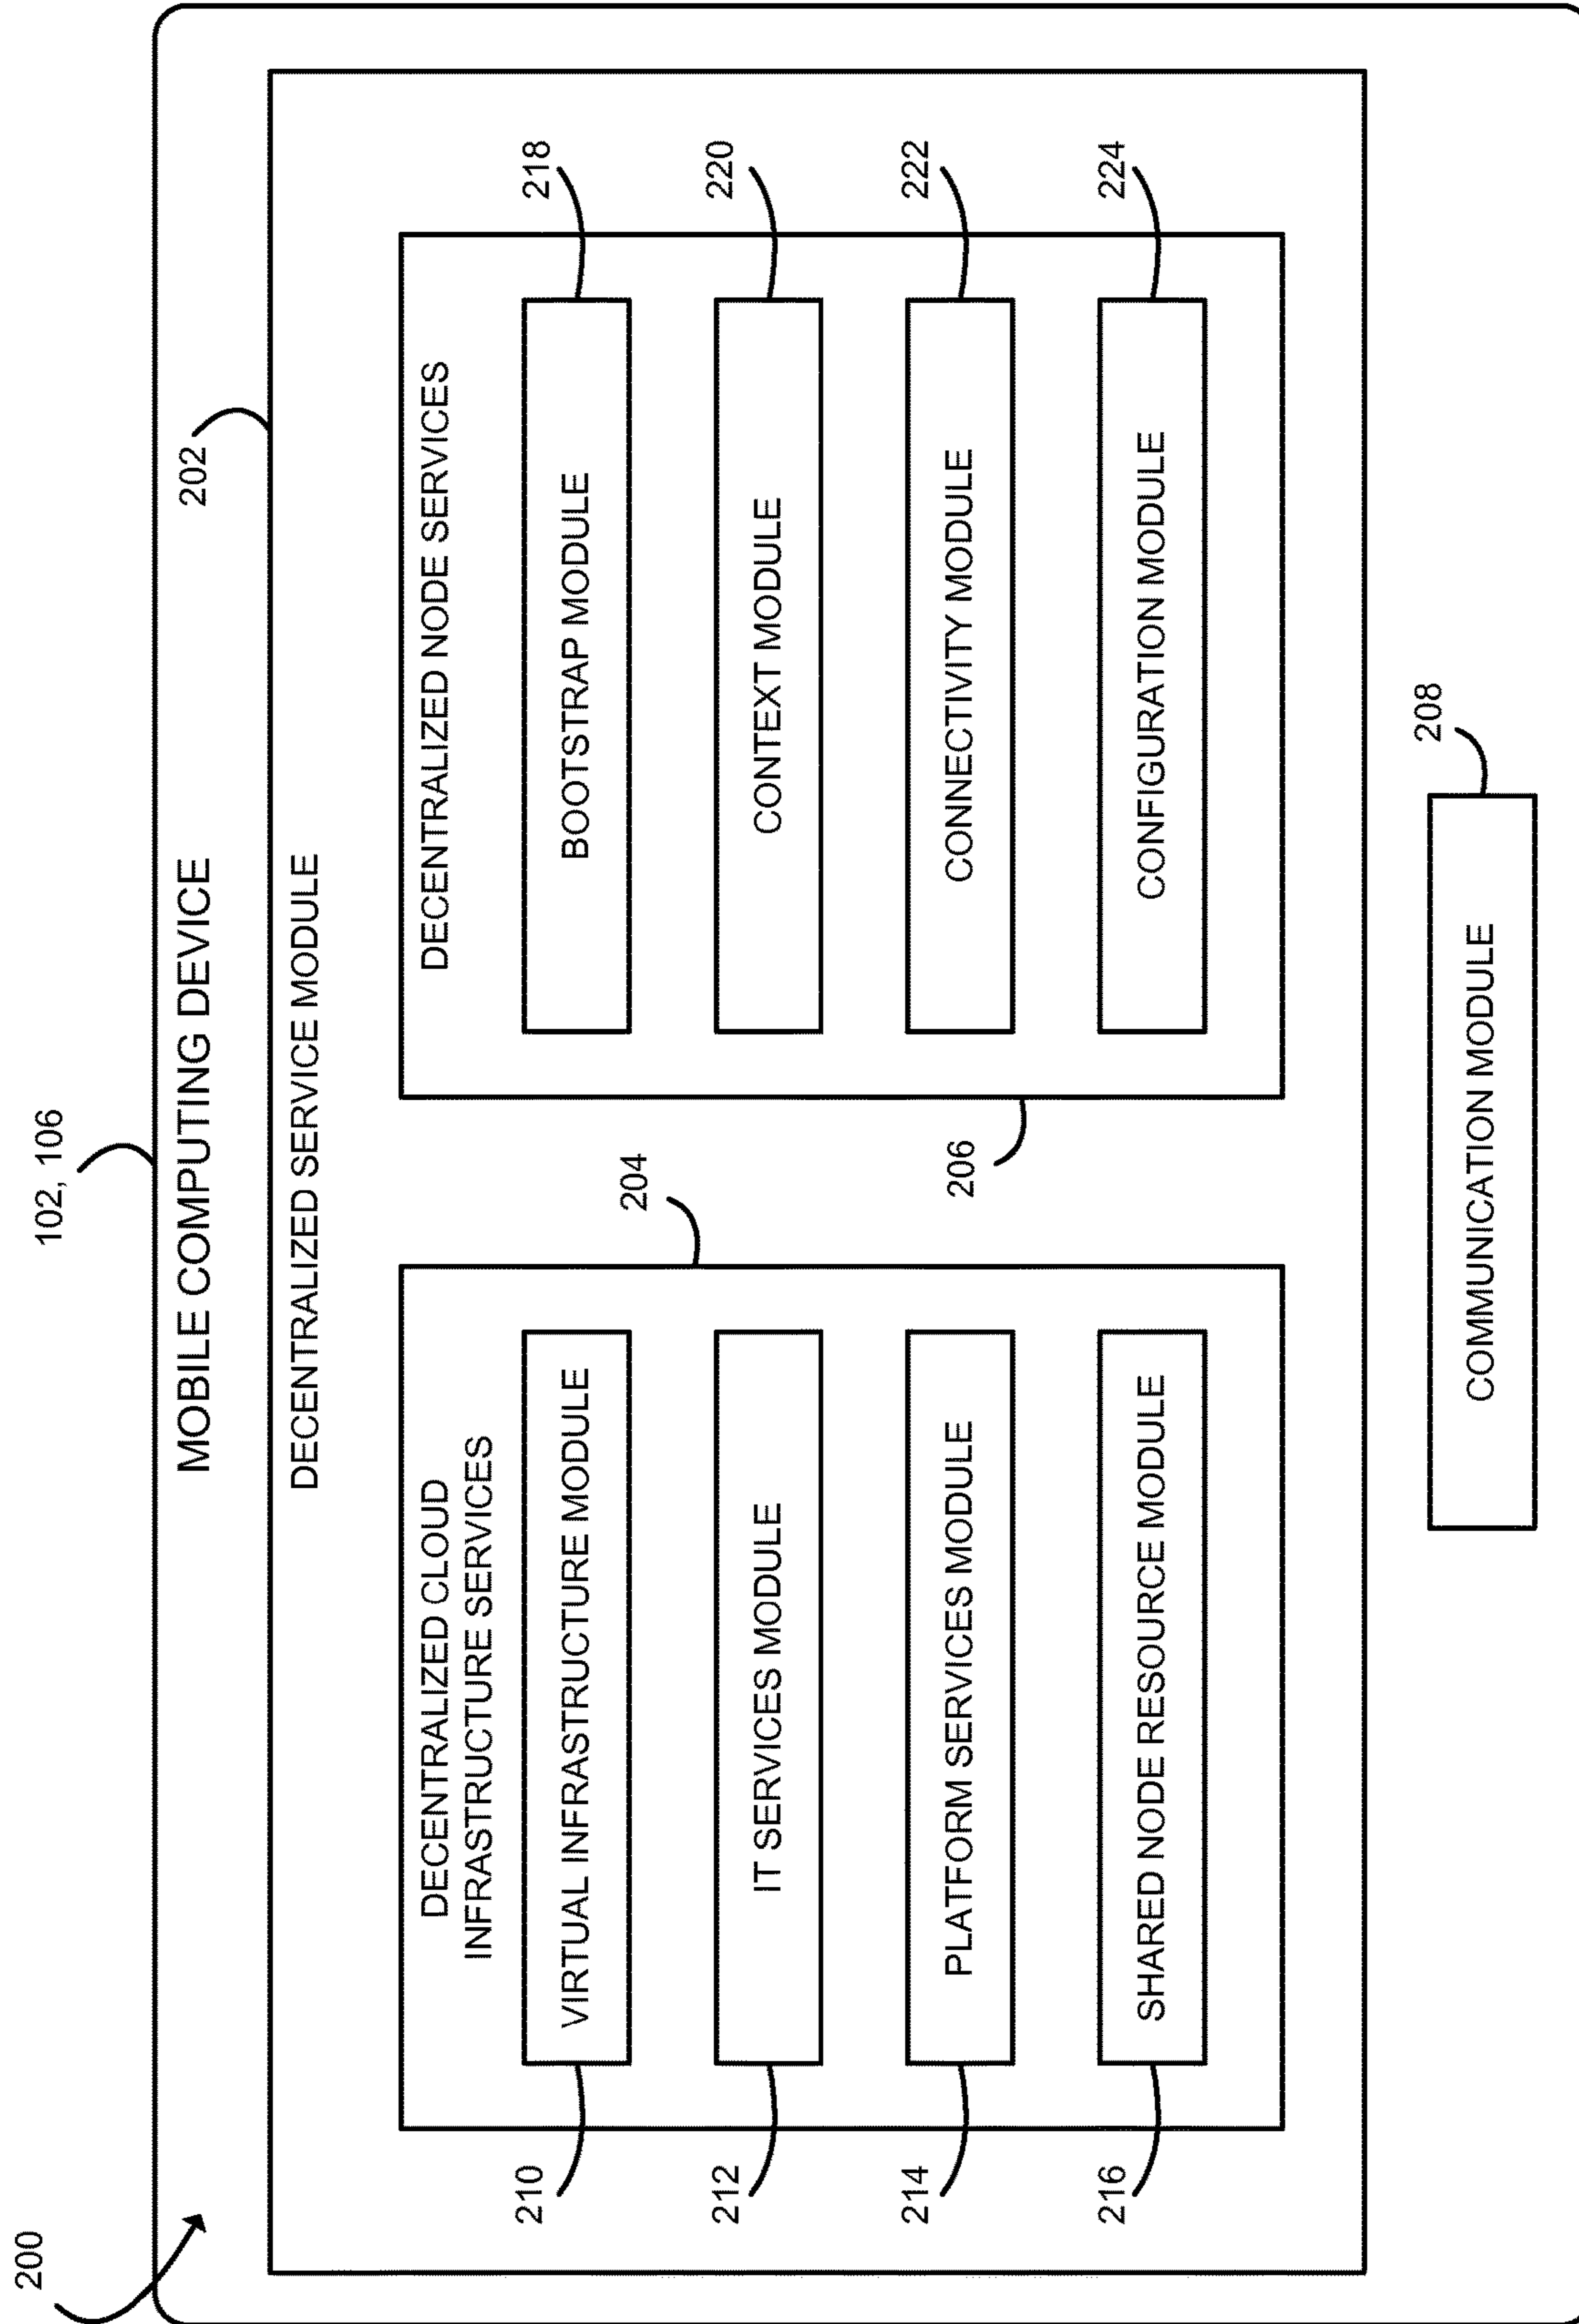 200
102, 106
MOBILE COMPUTING DEVICE
202
DECENTRALIZED SERVICE MODULE
204
DECENTRALIZED CLOUD
INFRASTRUCTURE SERVICES
210
VIRTUAL INFRASTRUCTURE MODULE
212
IT SERVICES MODULE
214
PLATFORM SERVICES MODULE
216
SHARED NODE RESOURCE MODULE
206
DECENTRALIZED NODE SERVICES
BOOTSTRAP MODULE
218
CONTEXT MODULE
220
CONNECTIVITY MODULE
222
CONFIGURATION MODULE
224
COMMUNICATION MODULE
208